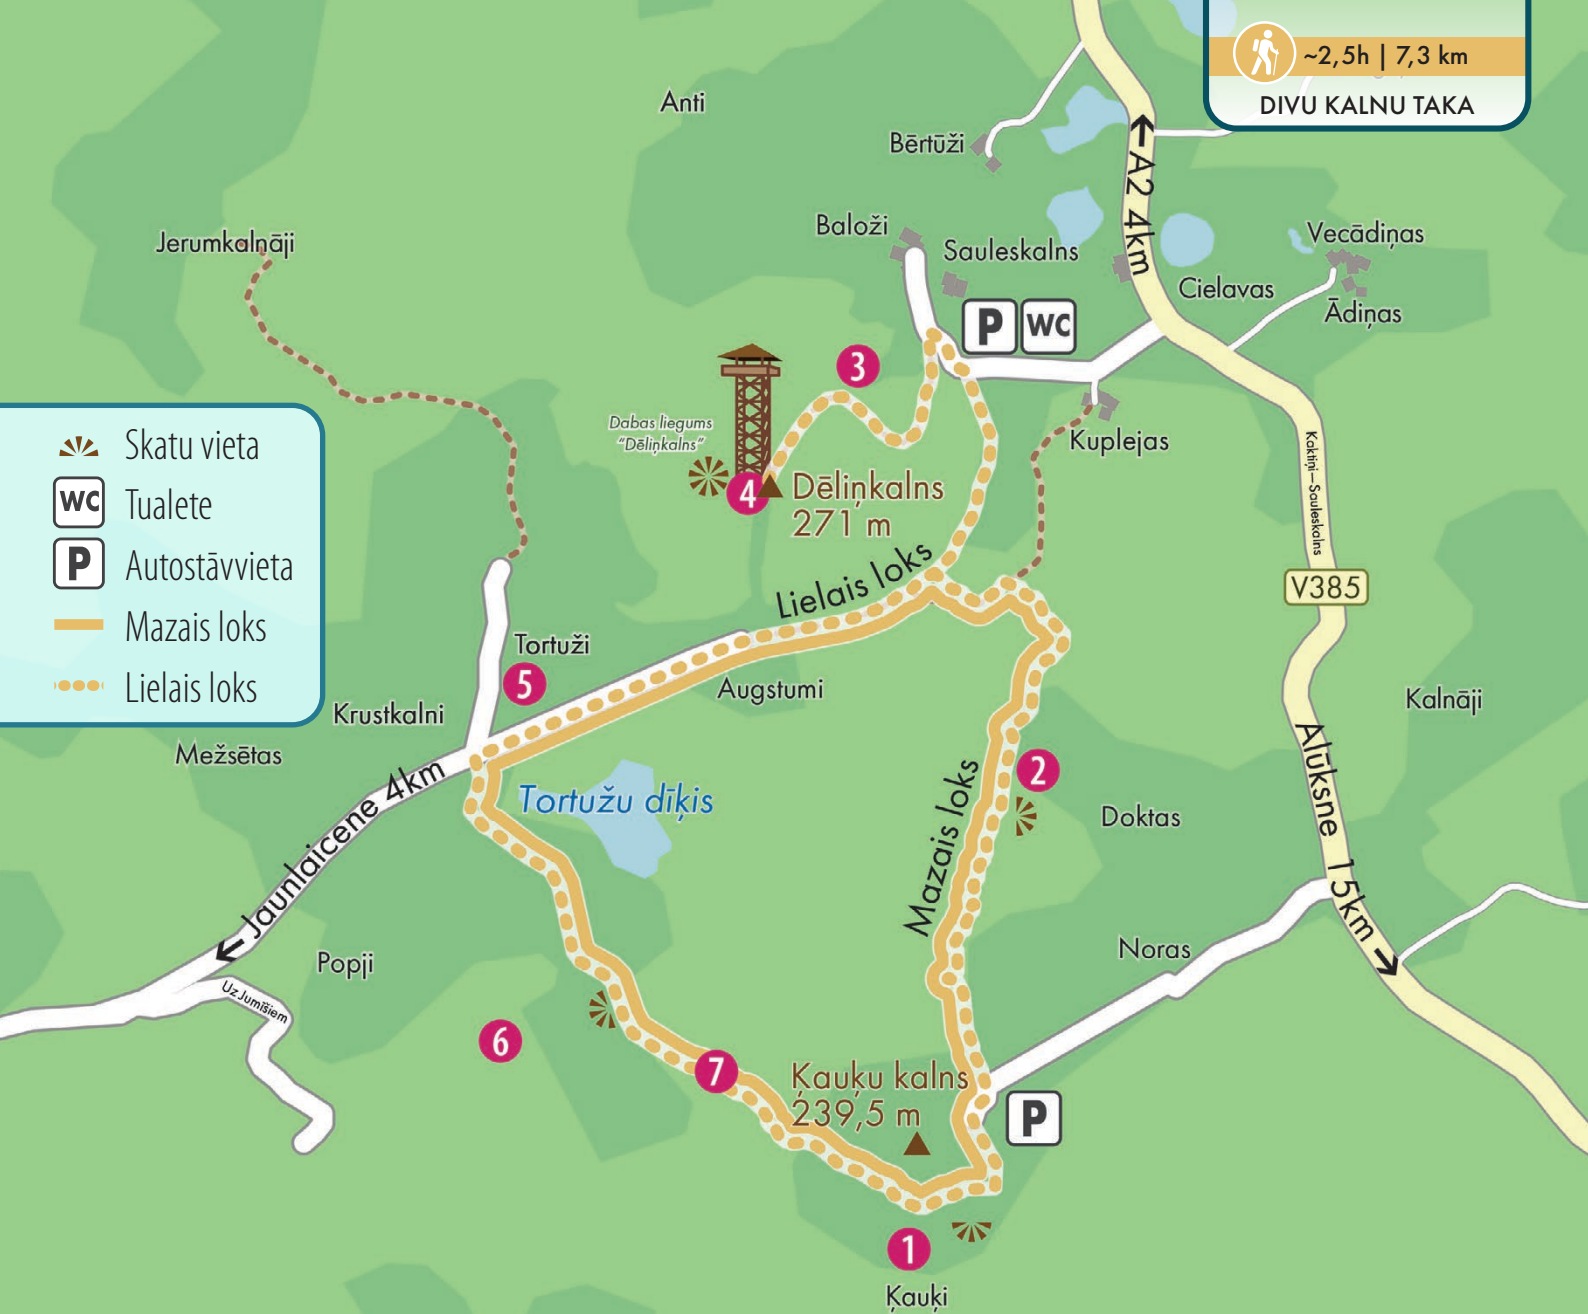 ~2,5h | 7,3 km
DIVU KALNU TAKA
Anti
Bērtūži
A2 4km
Jerumkalnāji
Baloži
Sauleskalns
Vecādiņas
Cielavas
Ādiņas
P
WC
3
Dabas liegums
"Dēliņkalns"
Kuplejas
4
Dēliņkalns
271 m
Kaktiņi–Sauleskalns
V385
Skatu vieta
WC Tualete
P Autostāvvieta
Mazais loks
Lielais loks
Lielais loks
Tortuži
5
Augstumi
Krustkalni
Mežsētas
Kalnāji
Jaunlaicene 4km
Tortužu dīķis
2
Mazais loks
Doktas
Alūksne 15km
Popji
Noras
Uz Jumīšiem
6
7
Ķauķu kalns
239,5 m
P
1
Ķauķi